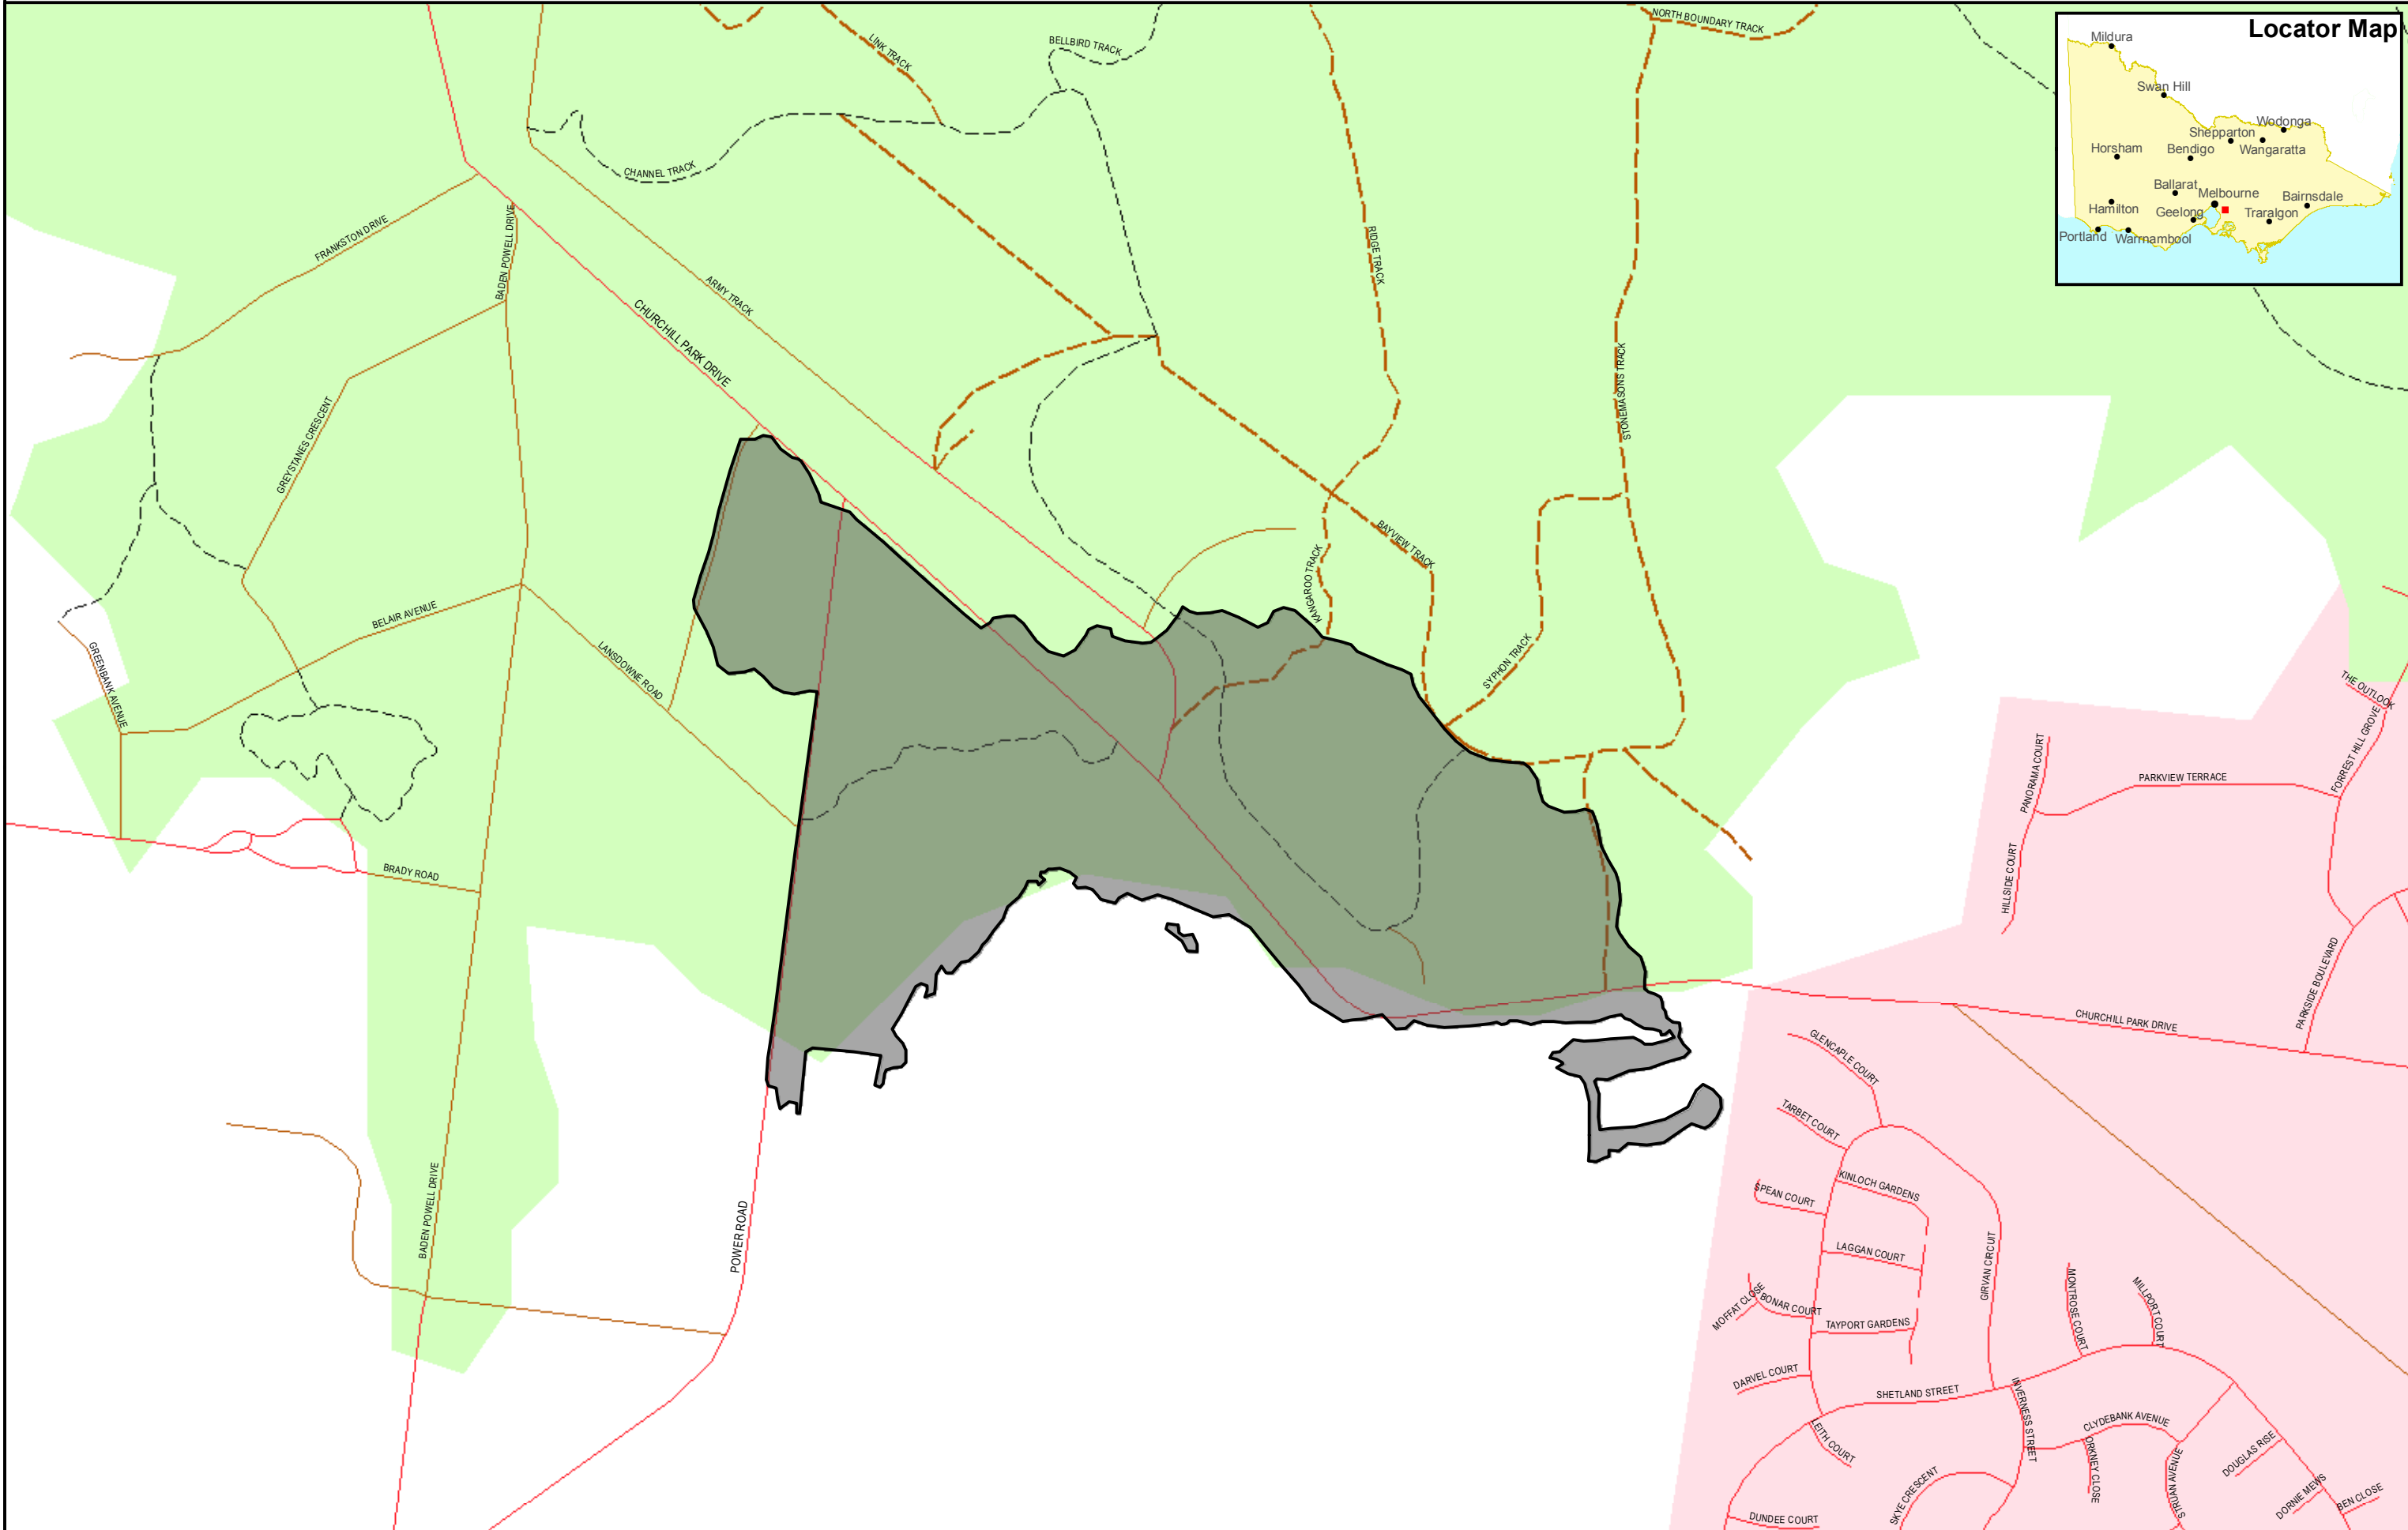 Locator Map
Mildura
Swan Hill
Wodonga
Shepparton
Wangaratta
Horsham
Bendigo
Ballarat
Melbourne
Bairnsdale
Hamilton
Geelong
Traralgon
Portland
Warrnambool
NORTH BOUNDARY TRACK
LINK TRACK
BELLBIRD TRACK
CHANNEL TRACK
FRANKSTON DRIVE
BADEN POWELL DRIVE
RIDGE TRACK
ARMY TRACK
CHURCHILL PARK DRIVE
STONEMASONS TRACK
GREYSTANES CRESCENT
BAYVIEW TRACK
KANGAROO TRACK
BELAIR AVENUE
LANSDOWNE ROAD
GREENBANK AVENUE
SYPHON TRACK
THE OUTLOOK
FORREST HILL GROVE
PANORAMA COURT
PARKVIEW TERRACE
HILLSIDE COURT
BRADY ROAD
PARKSIDE BOULEVARD
CHURCHILL PARK DRIVE
GLENCAPLE COURT
TARBET COURT
KINLOCH GARDENS
SPEAN COURT
BADEN POWELL DRIVE
POWER ROAD
LAGGAN COURT
GIRVAN CIRCUIT
MONTROSE COURT
MILLPORT COURT
MOFFAT CLOSE
BONAR COURT
TAYPORT GARDENS
DARVEL COURT
SHETLAND STREET
INVERNESS STREET
CLYDEBANK AVENUE
LEITH COURT
ORKNEY CLOSE
STRUAN AVENUE
DOUGLAS RISE
SKYE CRESCENT
DORNIE MEWS
BEN CLOSE
DUNDEE COURT